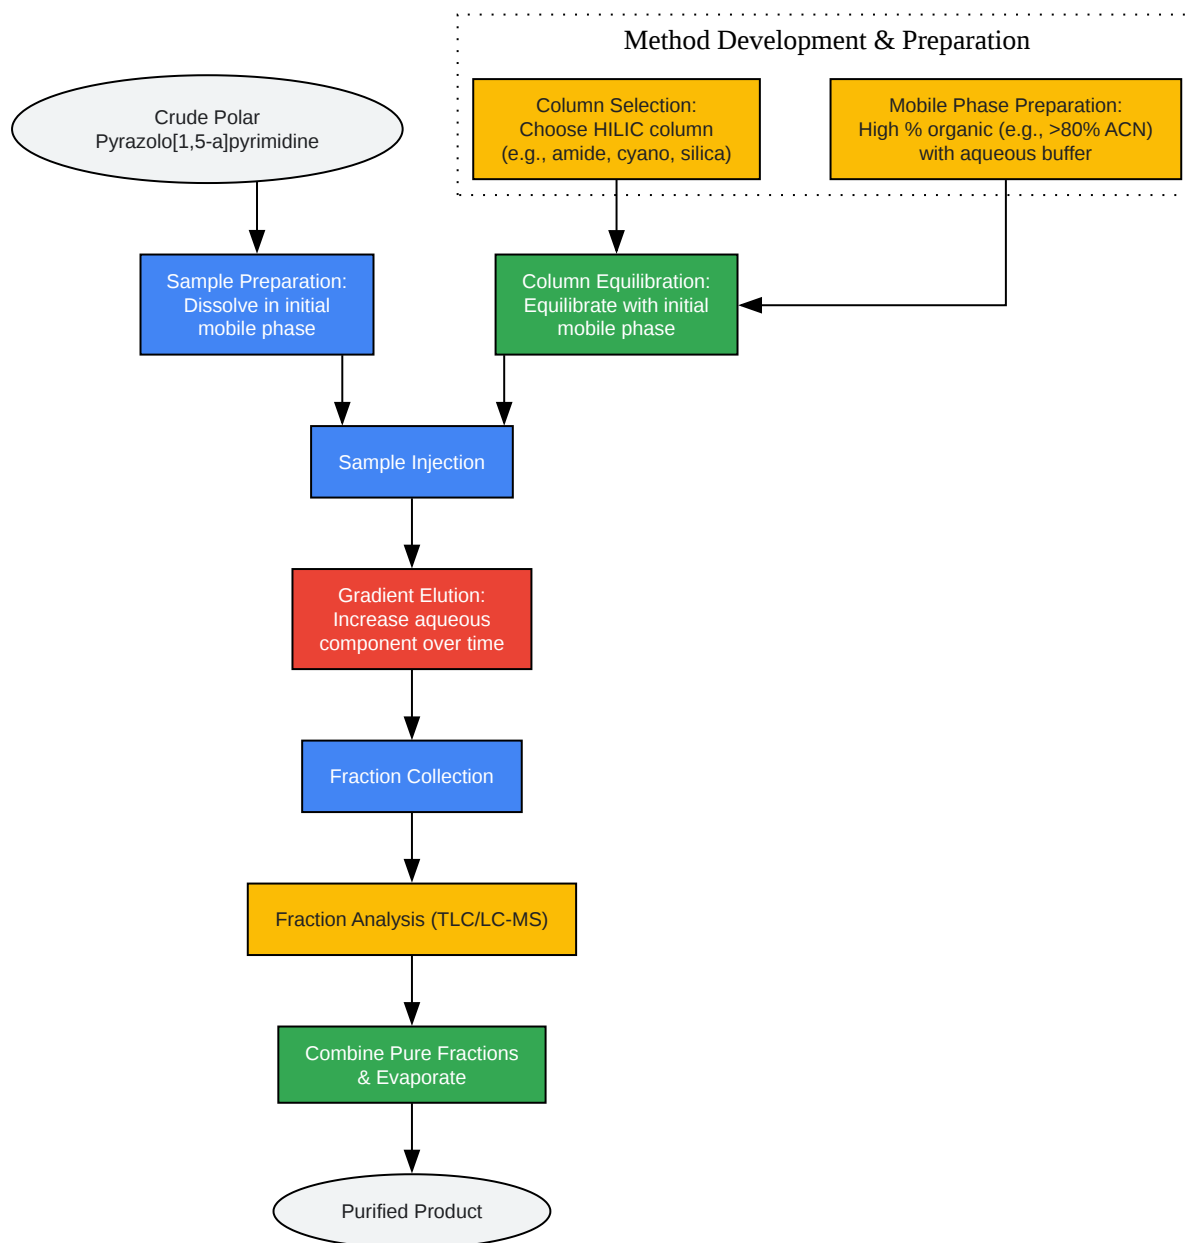 Method Development & Preparation
Crude Polar
Pyrazolo[1,5-a]pyrimidine
Column Selection:
Choose HILIC column
(e.g., amide, cyano, silica)
Mobile Phase Preparation:
High % organic (e.g., >80% ACN)
with aqueous buffer
Sample Preparation:
Dissolve in initial
mobile phase
Column Equilibration:
Equilibrate with initial
mobile phase
Sample Injection
Gradient Elution:
Increase aqueous
component over time
Fraction Collection
Fraction Analysis (TLC/LC-MS)
Combine Pure Fractions
& Evaporate
Purified Product